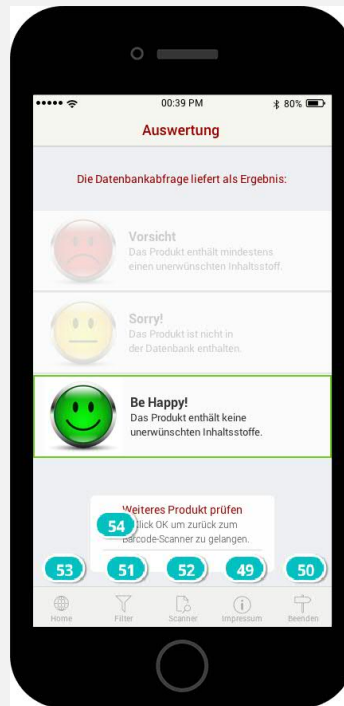 00:39 PM
80%
Auswertung
Die Datenbankabfrage liefert als Ergebnis:
Vorsicht
Das Produkt enthält mindestens
einen unerwünschten Inhaltsstoff.
Sorry!
Das Produkt ist nicht in
der Datenbank enthalten.
Be Happy!
Das Produkt enthält keine
unerwünschten Inhaltsstoffe.
Weiteres Produkt prüfen
54
Click OK um zurück zum
Barcode-Scanner zu gelangen.
53 51 52 49 50
Home Filter Scanner Impressum Beenden